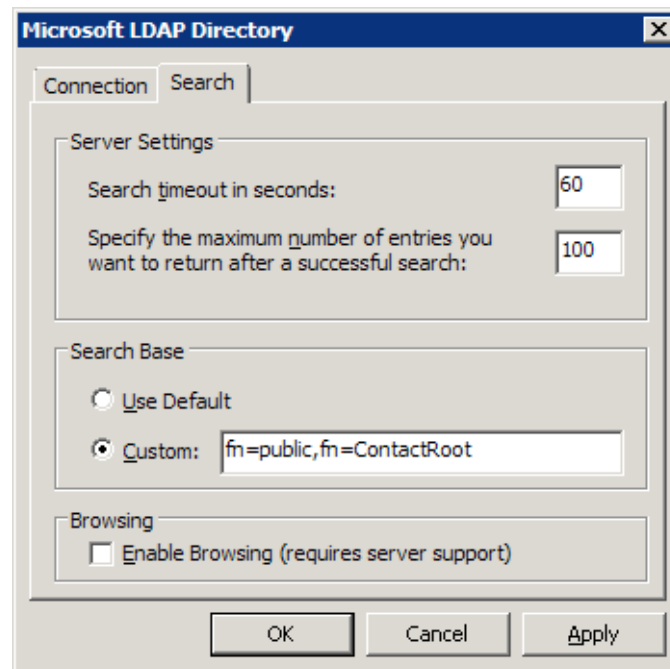 Microsoft LDAP Directory
Connection
Search
Server Settings
Search timeout in seconds:
60
Specify the maximum number of entries you
want to return after a successful search:
100
Search Base
Use Default
Custom:
fn=public,fn=ContactRoot
Browsing
Enable Browsing (requires server support)
OK
Cancel
Apply